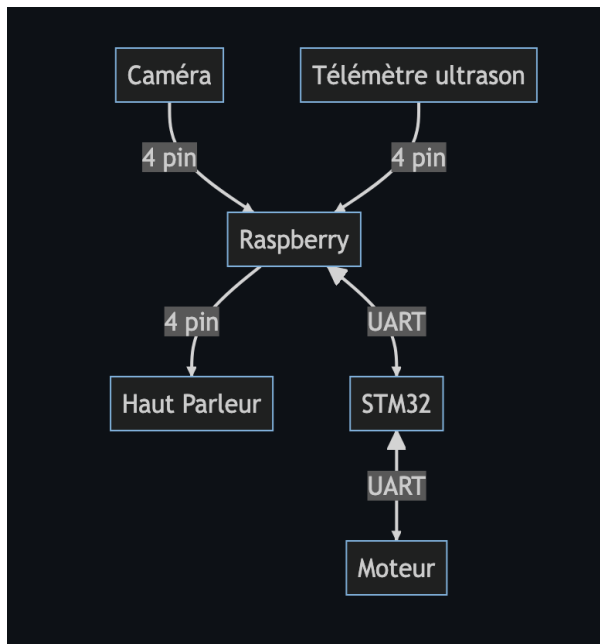 Caméra
Télémètre ultrason
4 pin
4 pin
Raspberry
4 pin
UART
Haut Parleur
STM32
UART
Moteur